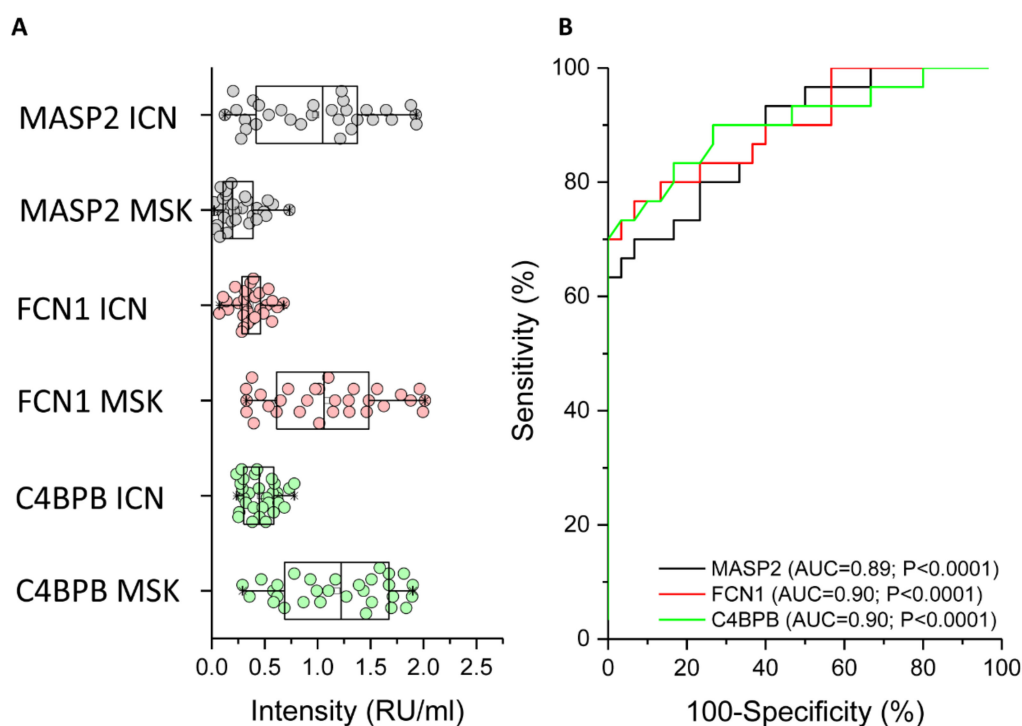 A
MASP2 ICN
MASP2 MSK
FCN1 ICN
FCN1 MSK
C4BPB ICN
C4BPB MSK
0.0 0.5 1.0 1.5 2.0 2.5
Intensity (RU/ml)
B
100
80
60
40
20
0
Sensitivity (%)
MASP2 (AUC=0.89; P<0.0001)
FCN1 (AUC=0.90; P<0.0001)
C4BPB (AUC=0.90; P<0.0001)
0 20 40 60 80 100
100-Specificity (%)